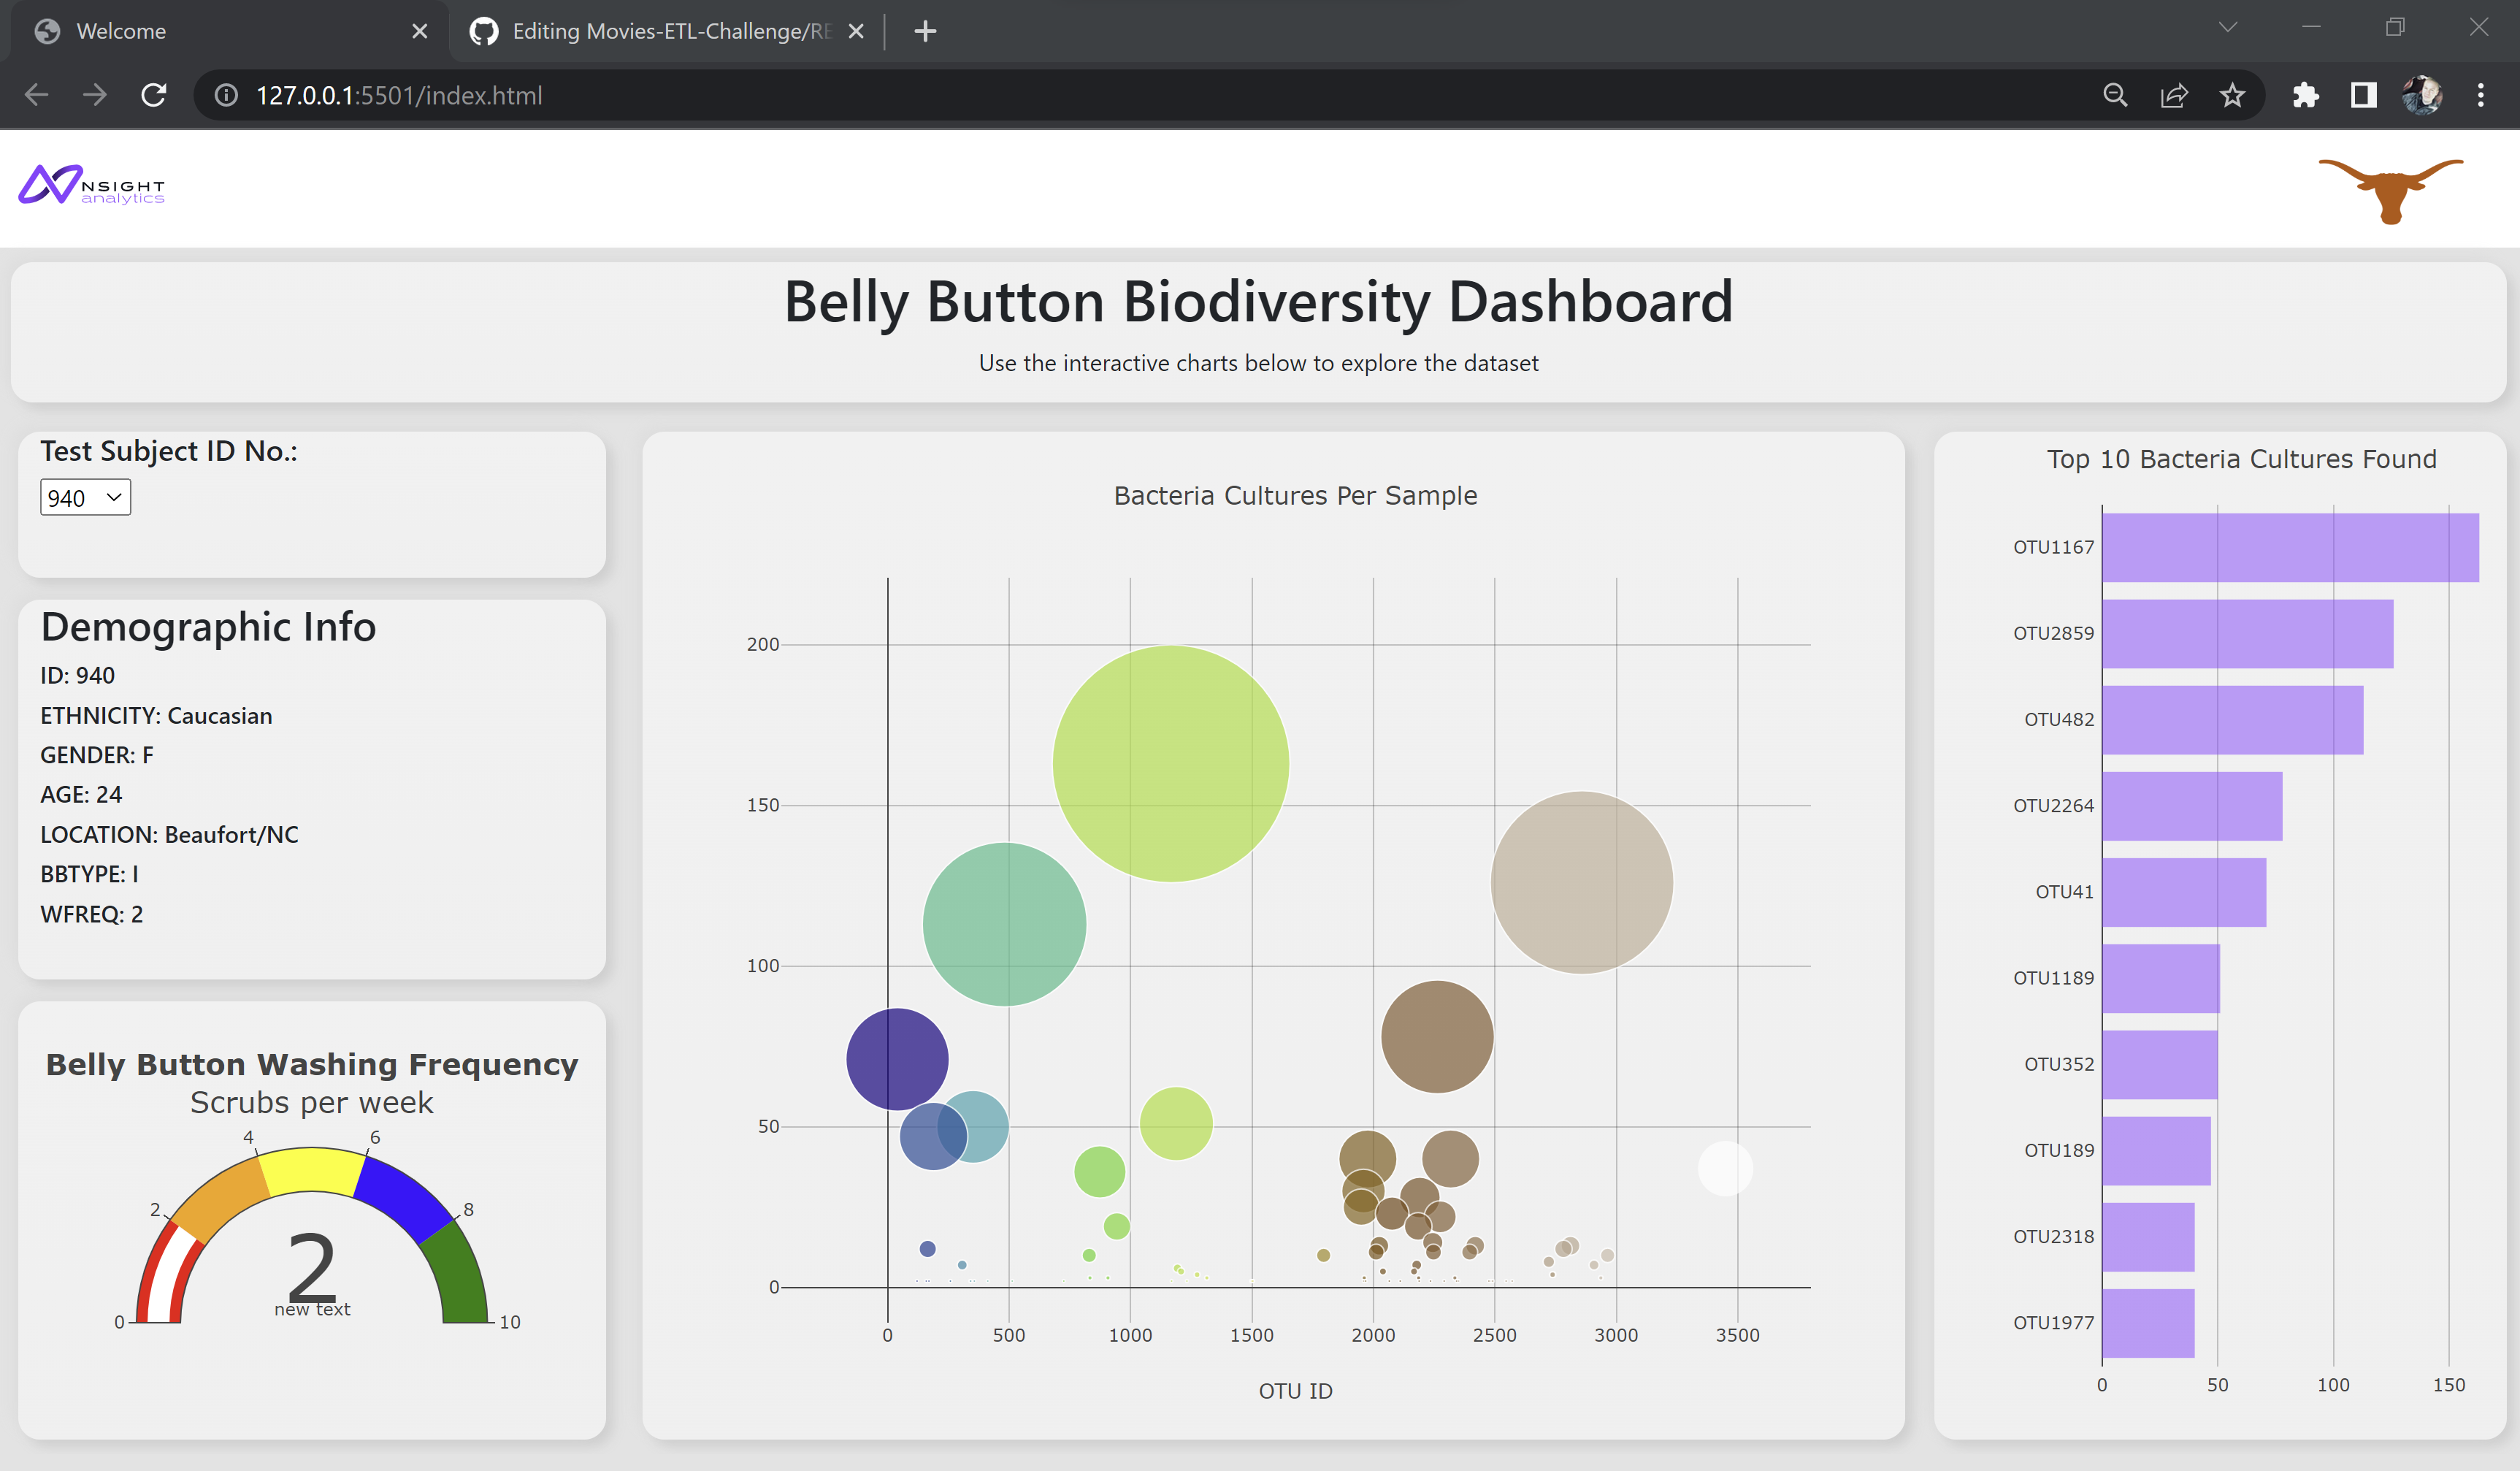 Welcome
Editing Movies-ETL-Challenge/RE
127.0.0.1:5501/index.html
NSIGHT
analytics
Belly Button Biodiversity Dashboard
Use the interactive charts below to explore the dataset
Test Subject ID No.:
940
Demographic Info
ID: 940
ETHNICITY: Caucasian
GENDER: F
AGE: 24
LOCATION: Beaufort/NC
BBTYPE: I
WFREQ: 2
Belly Button Washing Frequency
Scrubs per week
0
2
4
6
8
10
2
new text
Bacteria Cultures Per Sample
200
150
100
50
0
0
500
1000
1500
2000
2500
3000
3500
OTU ID
Top 10 Bacteria Cultures Found
OTU1167
OTU2859
OTU482
OTU2264
OTU41
OTU1189
OTU352
OTU189
OTU2318
OTU1977
0
50
100
150